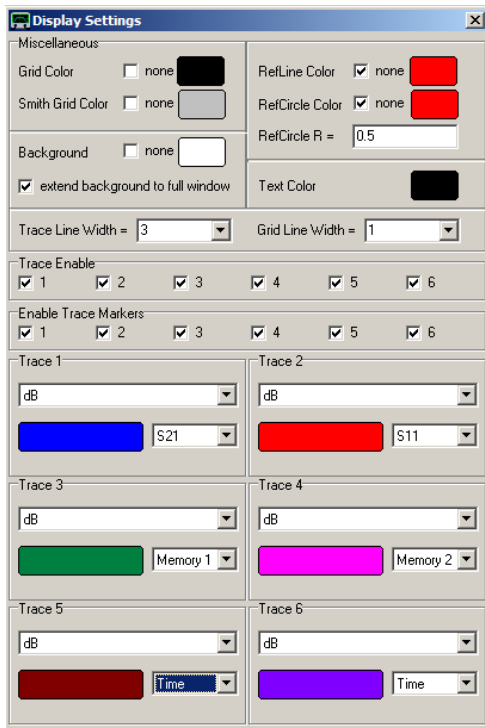 Display Settings
Miscellaneous
Grid Color none
Smith Grid Color none
RefLine Color none
RefCircle Color none
RefCircle R = 0.5
Background none
extend background to full window
Text Color
Trace Line Width = 3
Grid Line Width = 1
Trace Enable
1 2 3 4 5 6
Enable Trace Markers
1 2 3 4 5 6
Trace 1
dB
S21
Trace 2
dB
S11
Trace 3
dB
Memory 1
Trace 4
dB
Memory 2
Trace 5
dB
Time
Trace 6
dB
Time